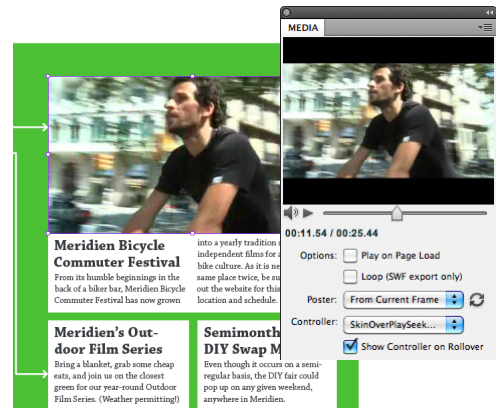 MEDIA
00:11.54 / 00:25.44
Options: Play on Page Load
Loop (SWF export only)
Poster: From Current Frame
Controller: SkinOverPlaySeek...
Show Controller on Rollover
Meridien Bicycle
Commuter Festival
From its humble beginnings in the
back of a biker bar, Meridien Bicycle
Commuter Festival has now grown
into a yearly tradition
independent films for a
bike culture. As it is ne
same place twice, be su
out the website for this
location and schedule.
Meridien's Out-
door Film Series
Bring a blanket, grab some cheap
eats, and join us on the closest
green for our year-round Outdoor
Film Series. (Weather permitting!)
Semimonth
DIY Swap M
Even though it occurs on a semi-
regular basis, the DIY fair could
pop up on any given weekend,
anywhere in Meridien.